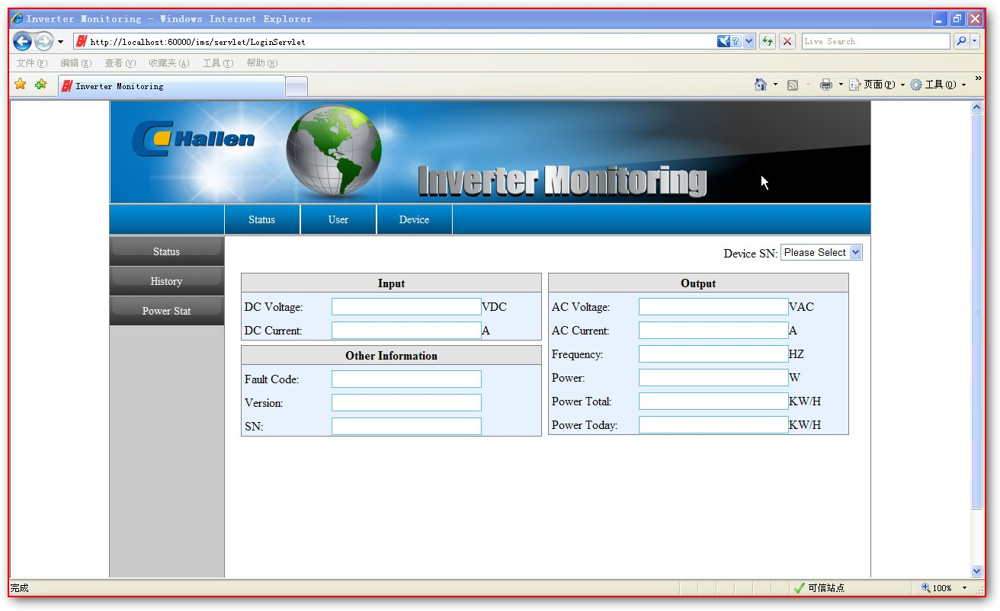 Inverter Monitoring - Windows Internet Explorer
http://localhost:60000/ims/servlet/LoginServlet
Live Search
文件(F) 编辑(E) 查看(V) 收藏夹(A) 工具(T) 帮助(H)
Inverter Monitoring
页面(P) 工具(O) »
CHallen
Inverter Monitoring
Status User Device
Status
History
Power Stat
Device SN: Please Select
Input
DC Voltage: VDC
DC Current: A
Other Information
Fault Code:
Version:
SN:
Output
AC Voltage: VAC
AC Current: A
Frequency: HZ
Power: W
Power Total: KW/H
Power Today: KW/H
完成 可信站点 100%